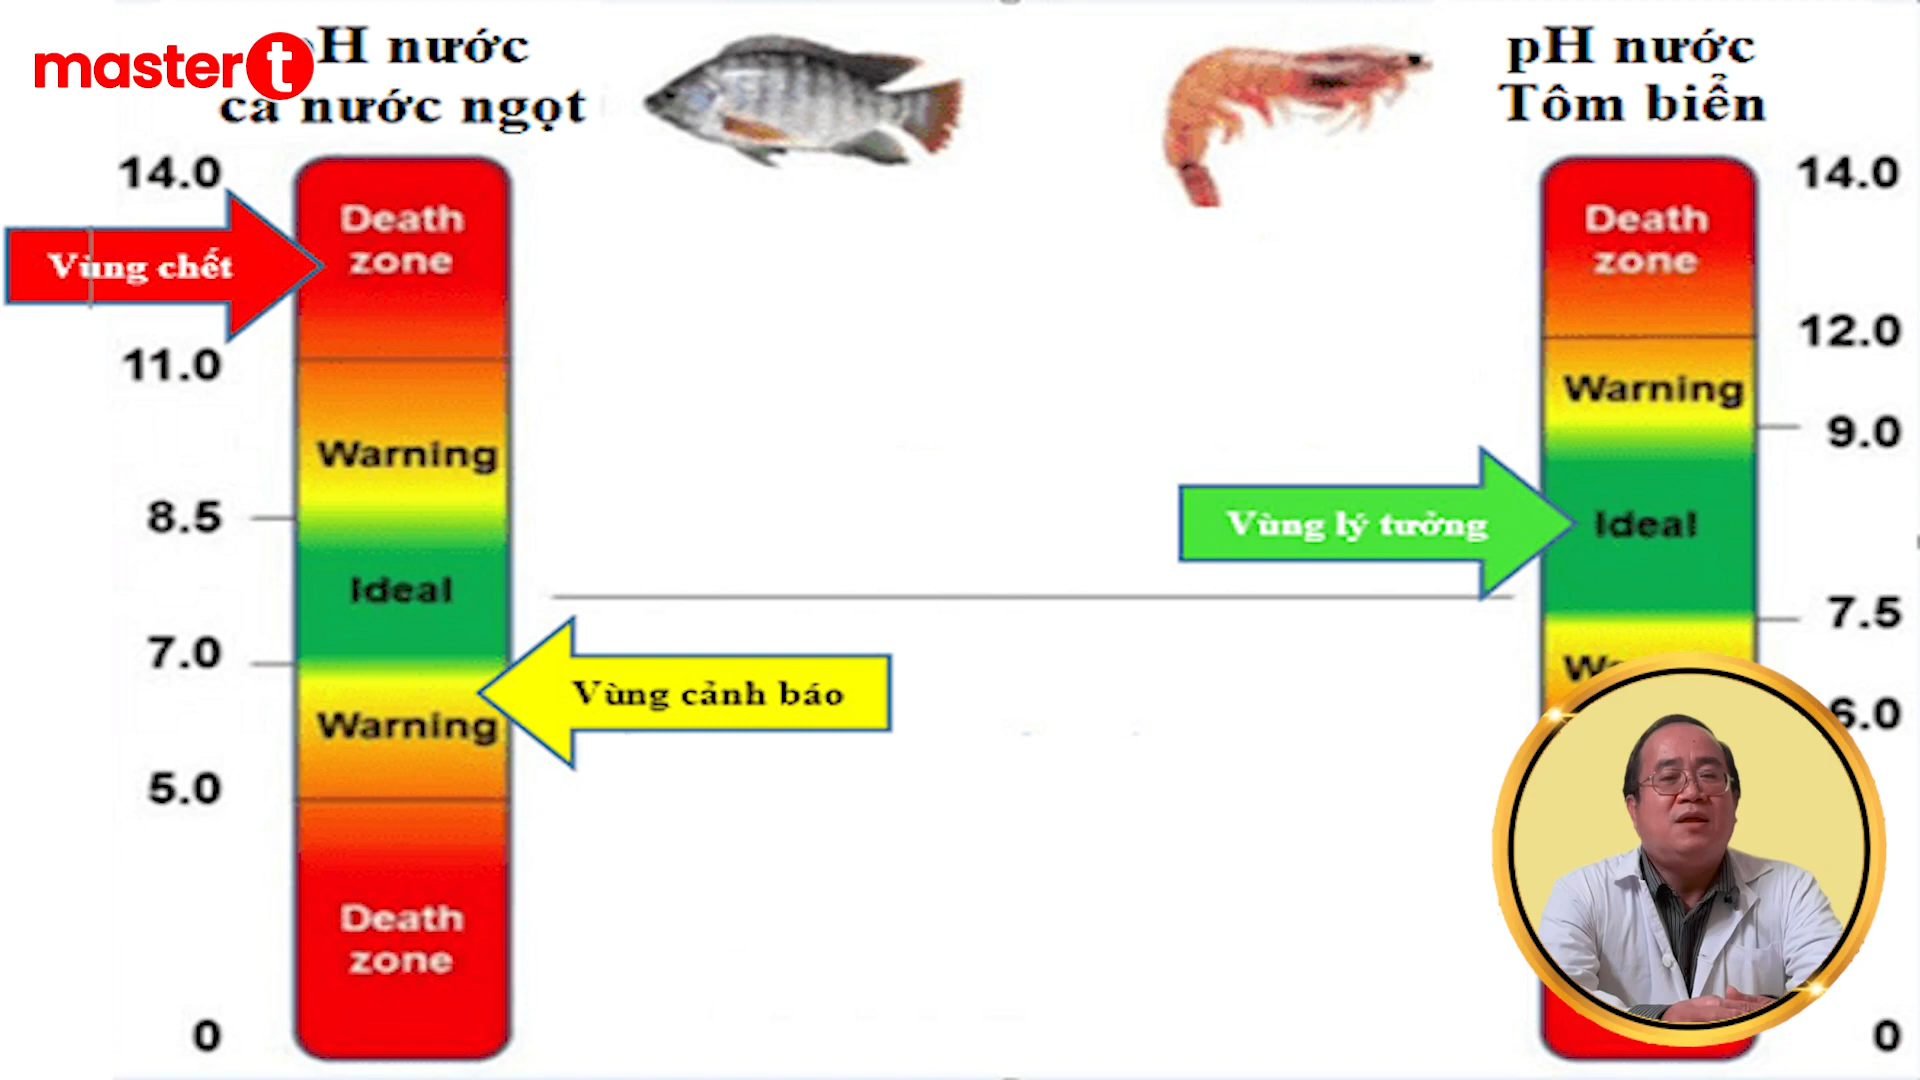 master t
pH nước
cá nước ngọt
14.0
Death
zone
Vùng chết
11.0
Warning
8.5
Ideal
7.0
Vùng cảnh báo
Warning
5.0
Death
zone
0
pH nước
Tôm biển
14.0
Death
zone
12.0
Warning
9.0
Vùng lý tưởng
Ideal
7.5
6.0
0